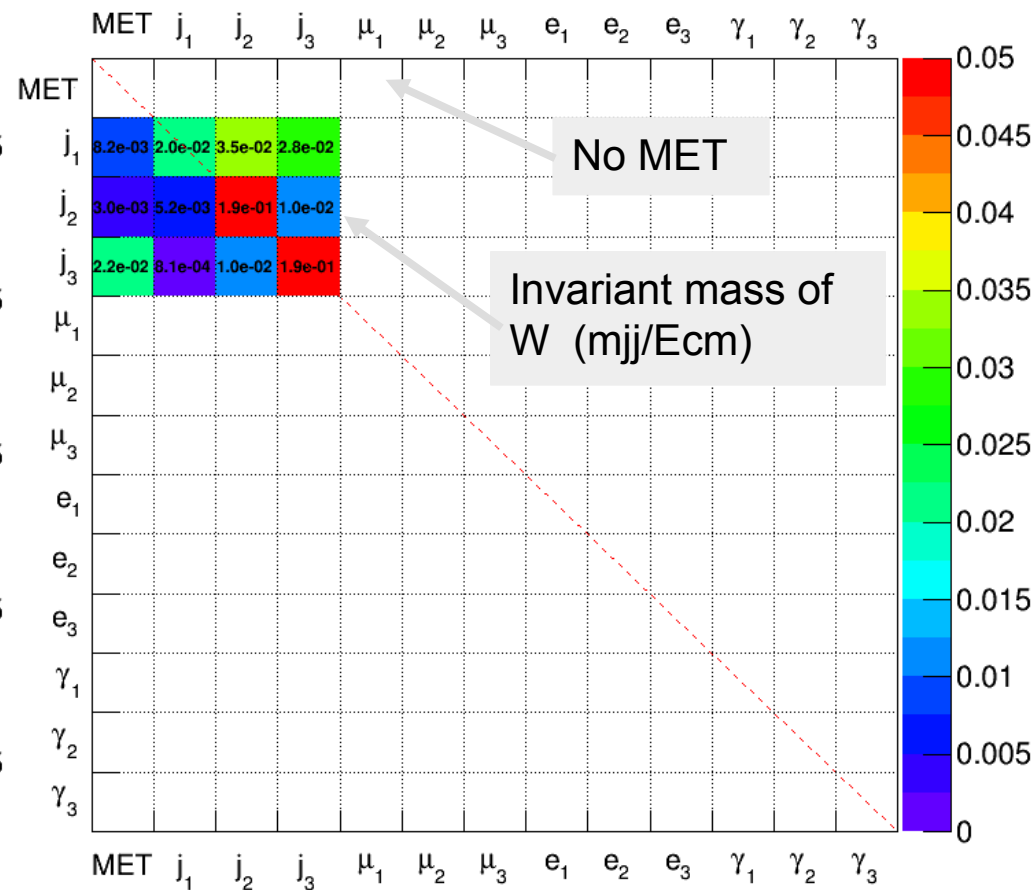 MET j₁ j₂ j₃ μ₁ μ₂ μ₃ e₁ e₂ e₃ γ₁ γ₂ γ₃
MET
j₁ 8.2e-03 2.0e-02 3.5e-02 2.8e-02
j₂ 3.0e-03 5.2e-03 1.9e-01 1.0e-02
j₃ 2.2e-02 8.1e-04 1.0e-02 1.9e-01
μ₁
μ₂
μ₃
e₁
e₂
e₃
γ₁
γ₂
γ₃
MET j₁ j₂ j₃ μ₁ μ₂ μ₃ e₁ e₂ e₃ γ₁ γ₂ γ₃
No MET
Invariant mass of
W (mjj/Ecm)
0.05
0.045
0.04
0.035
0.03
0.025
0.02
0.015
0.01
0.005
0